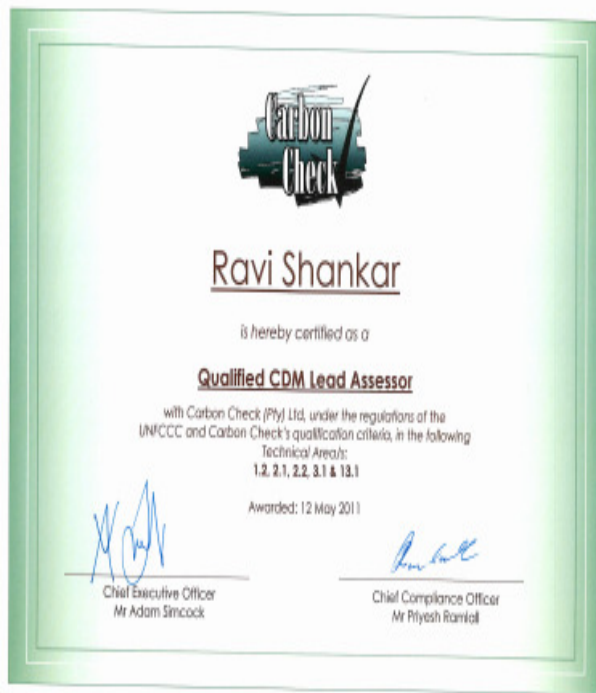 Carbon
Check
Ravi Shankar
is hereby certified as a
Qualified CDM Lead Assessor
with Carbon Check (Pty) Ltd, under the regulations of the
UNFCCC and Carbon Check's qualification criteria, in the following
Technical Area/s:
1.2, 2.1, 2.2, 3.1 & 13.1
Awarded: 12 May 2011
Chief Executive Officer
Mr Adam Simcock
Chief Compliance Officer
Mr Priyesh Ramlall